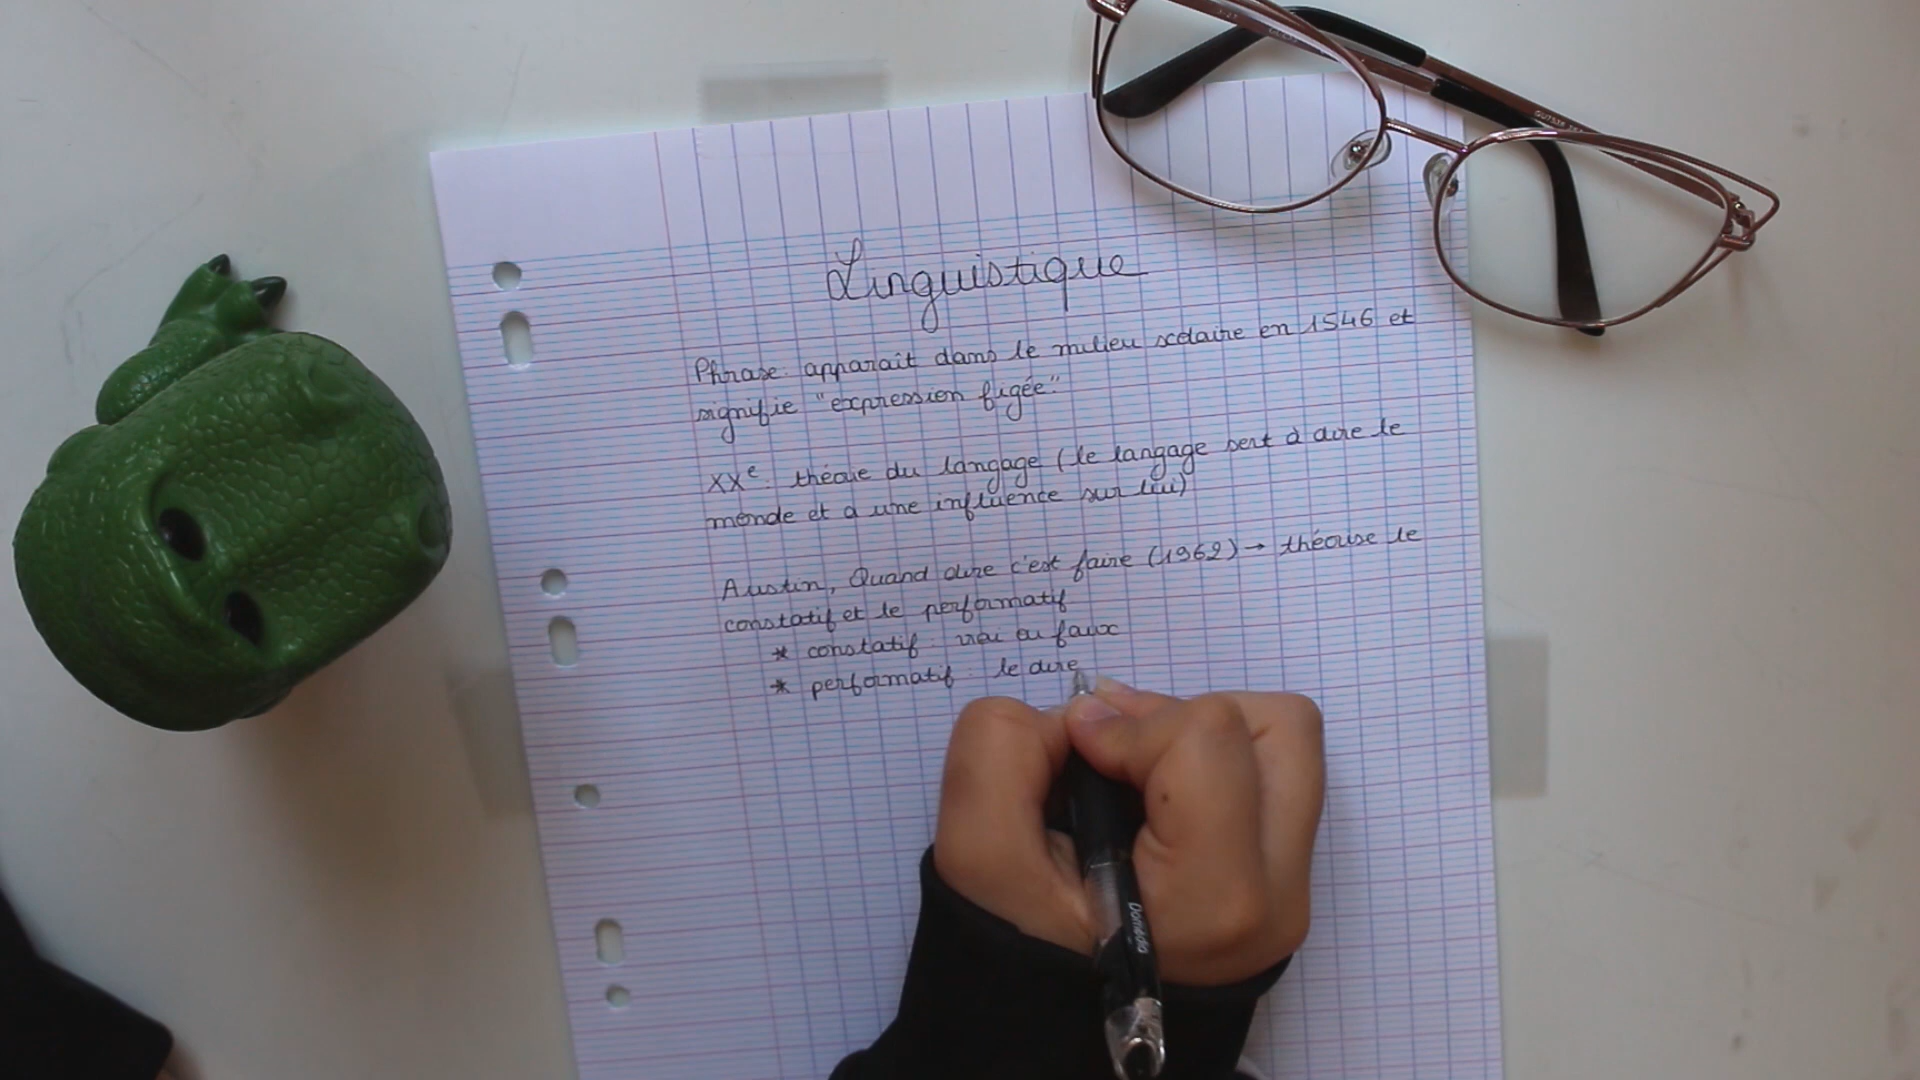 Linguistique
Phrase : apparaît dans le milieu scolaire en 1546 et
signifie "expression figée"
XXe : théorie du langage (le langage sert à dire le
monde et a une influence sur lui)
Austin, Quand dire c'est faire (1962) → théorise le
constatif et le performatif
* constatif : vrai ou faux
* performatif : le dire
Domédia